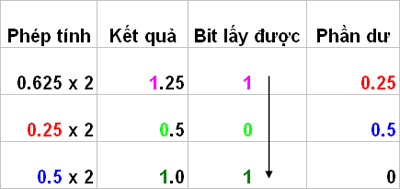 Phép tính Kết quả Bit lấy được Phần dư
0.625 x 2 1.25 1 0.25
0.25 x 2 0.5 0 0.5
0.5 x 2 1.0 1 0